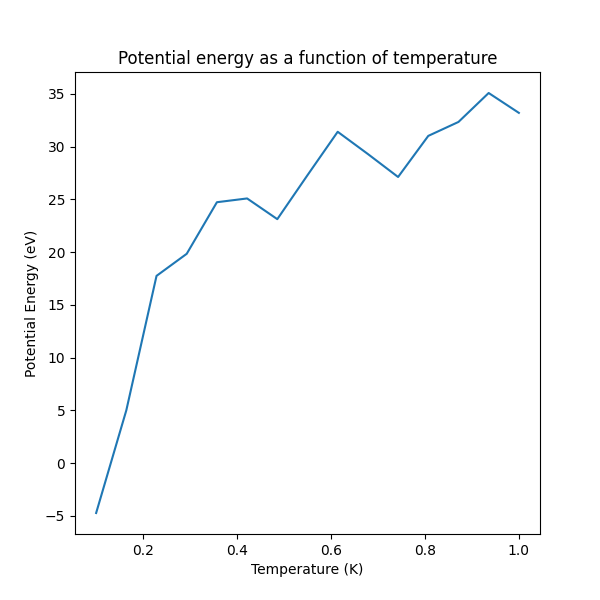 Potential energy as a function of temperature
Potential Energy (eV)
35
30
25
20
15
10
5
0
−5
0.2 0.4 0.6 0.8 1.0
Temperature (K)